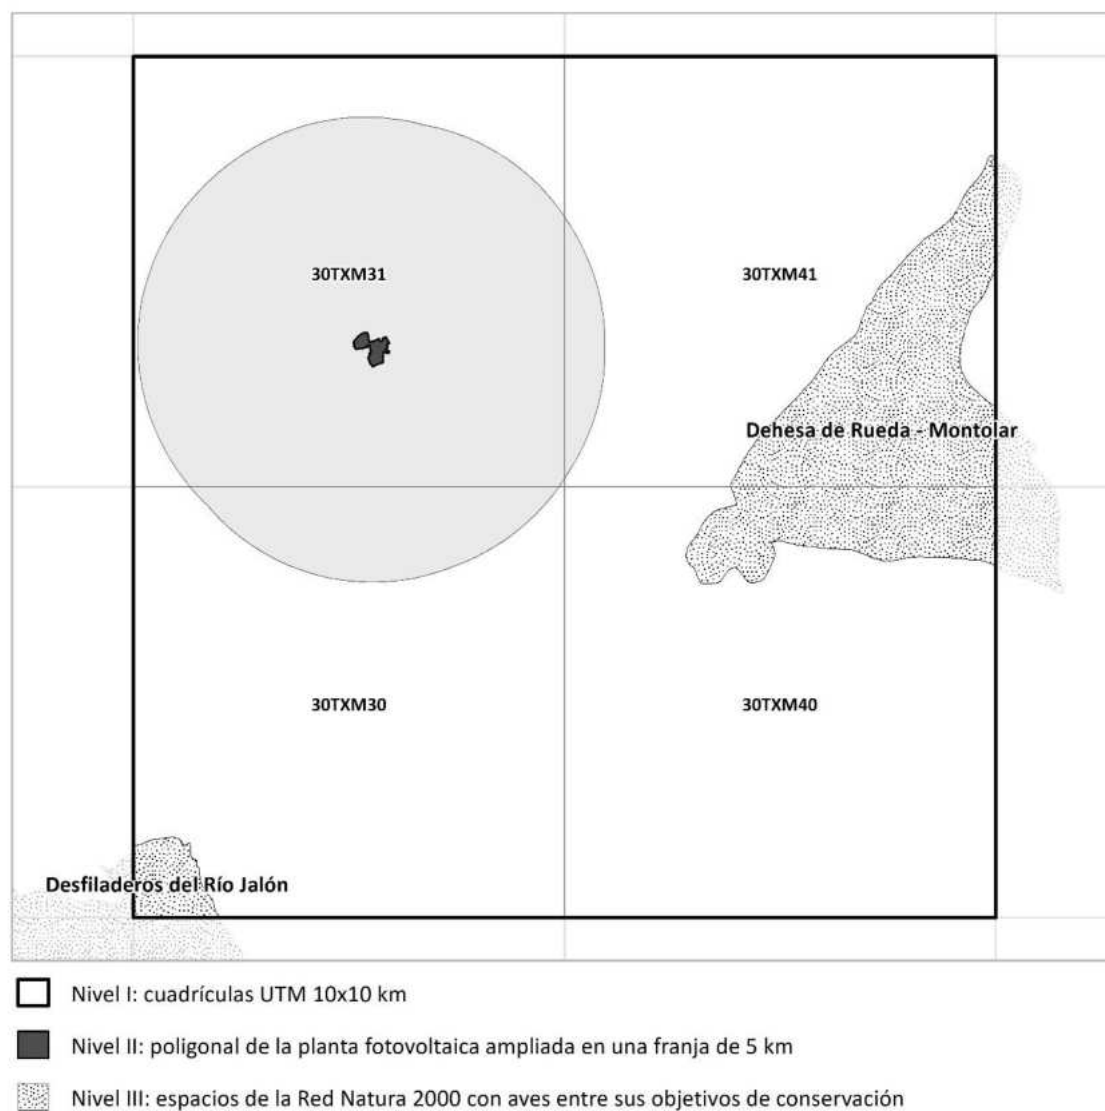 30TXM31
30TXM41
Dehesa de Rueda - Montolar
30TXM30
30TXM40
Desfiladeros del Río Jalón
Nivel I: cuadrículas UTM 10x10 km
Nivel II: poligonal de la planta fotovoltaica ampliada en una franja de 5 km
Nivel III: espacios de la Red Natura 2000 con aves entre sus objetivos de conservación